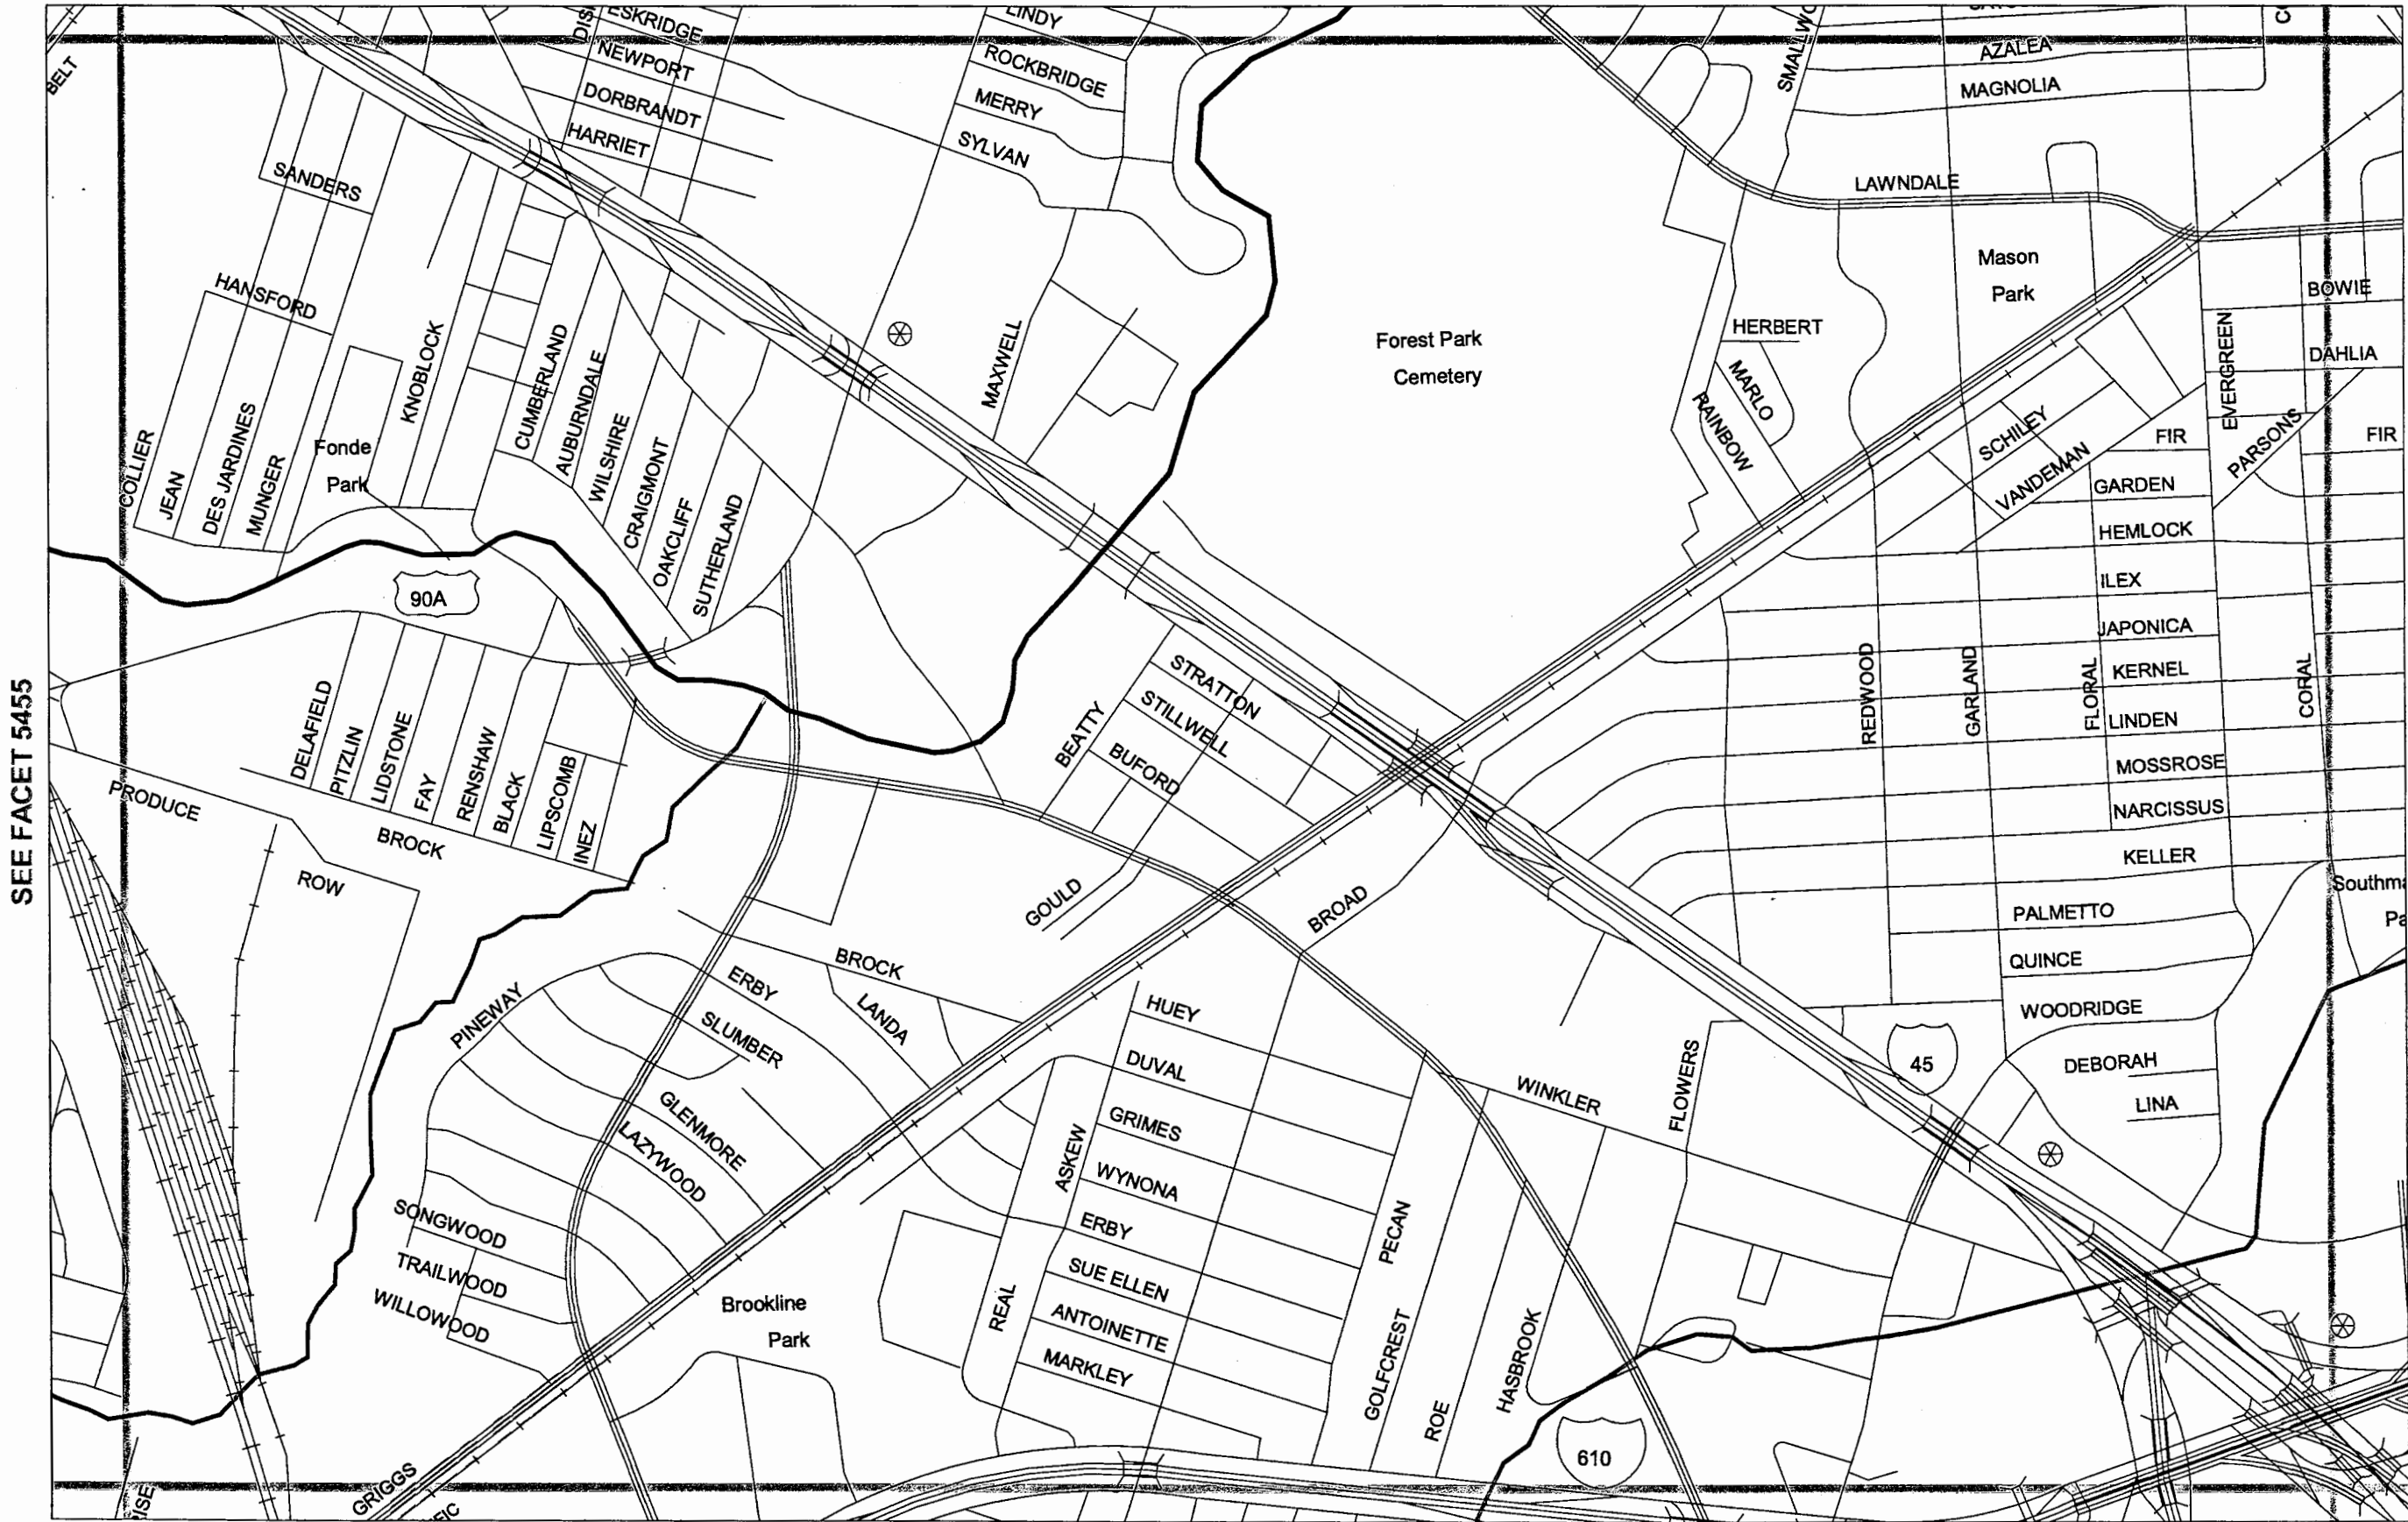 ESKRIDGE
LINDY
NEWPORT
ROCKBRIDGE
AZALEA
BELT
MAGNOLIA
DORBRANDT
MERRY
HARRIET
SYLVAN
SANDERS
LAWNDALE
Mason
Park
HANSFORD
BOWIE
HERBERT
Forest Park
Cemetery
EVERGREEN
DAHLIA
KNOBLOCK
CUMBERLAND
MAXWELL
MARLO
AUBURNDALE
RAINBOW
SCHILEY
FIR
PARSONS
FIR
Fonde
Park
COLLIER
JEAN
DES JARDINES
MUNGER
WILSHIRE
CRAIGMONT
OAKCLIFF
SUTHERLAND
VANDEMAN
GARDEN
HEMLOCK
90A
ILEX
JAPONICA
STRATTON
REDWOOD
GARLAND
FLORAL
KERNEL
CORAL
SEE FACET 5455
DELAFIELD
PITZLIN
LIDSTONE
FAY
RENSHAW
BLACK
LIPSCOMB
INEZ
BEATTY
STILLWELL
LINDEN
BUFORD
MOSSROSE
PRODUCE
NARCISSUS
BROCK
KELLER
ROW
GOULD
BROAD
PALMETTO
BROCK
QUINCE
ERBY
PINEWAY
LANDA
HUEY
WOODRIDGE
SLUMBER
45
DUVAL
DEBORAH
WINKLER
FLOWERS
LINA
GLENMORE
GRIMES
LAZYWOOD
ASKEW
WYNONA
SONGWOOD
ERBY
PECAN
TRAILWOOD
SUE ELLEN
WILLOWOOD
Brookline
Park
REAL
ANTOINETTE
MARKLEY
GOLFCREST
ROE
HASBROOK
610
GRIGGS